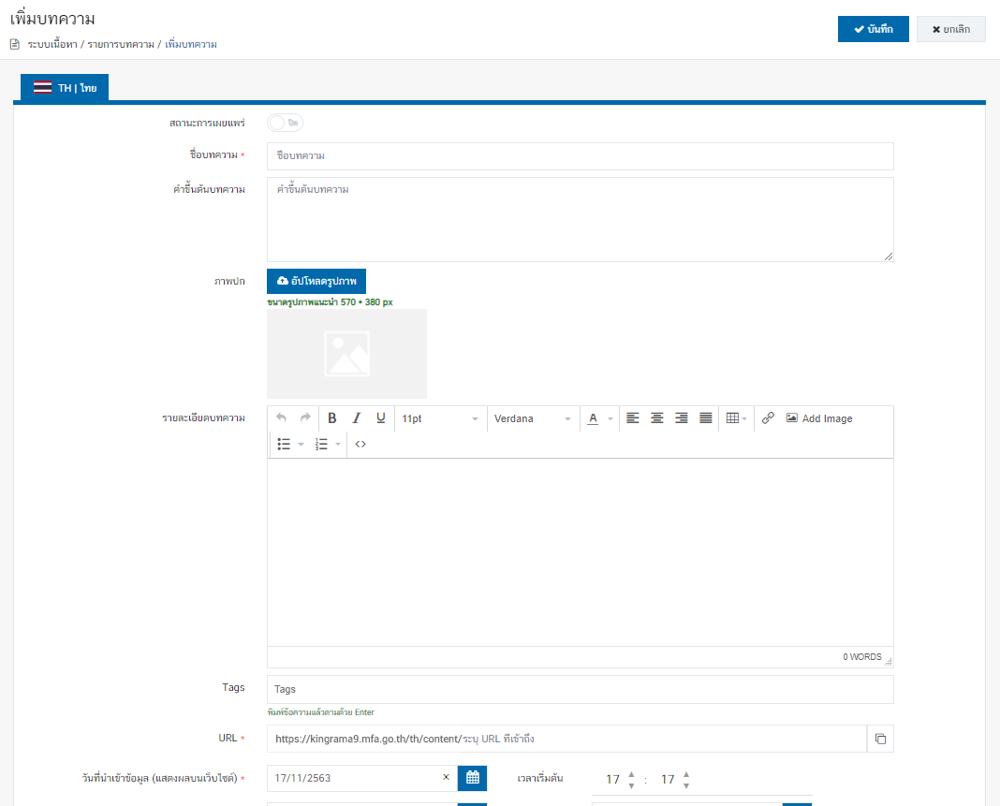 เพิ่มบทความ
ระบบเนื้อหา / รายการบทความ / เพิ่มบทความ
บันทึก
ยกเลิก
TH | ไทย
สถานะการเผยแพร่
ปิด
ชื่อบทความ *
ชื่อบทความ
คำขึ้นต้นบทความ
คำขึ้นต้นบทความ
ภาพปก
อัปโหลดรูปภาพ
ขนาดรูปภาพแนะนำ 570 * 380 px
รายละเอียดบทความ
B I U 11pt Verdana A Add Image
0 WORDS
Tags
Tags
พิมพ์ข้อความแล้วตามด้วย Enter
URL *
https://kingrama9.mfa.go.th/th/content/ ระบุ URL ที่เข้าถึง
วันที่นำเข้าข้อมูล (แสดงผลบนเว็บไซต์) *
17/11/2563 ×
เวลาเริ่มต้น
17 : 17